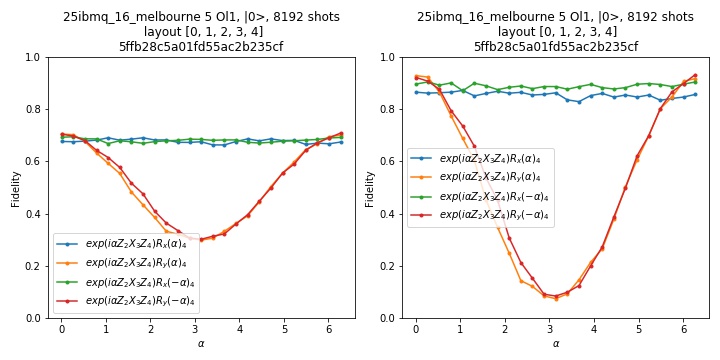 25ibmq_16_melbourne 5 Ol1, |0>, 8192 shots
layout [0, 1, 2, 3, 4]
5ffb28c5a01fd55ac2b235cf
1.0
0.8
0.6
0.4
0.2
0.0
Fidelity
exp(iαZ₂X₃Z₄)Rₓ(α)₄
exp(iαZ₂X₃Z₄)Rᵧ(α)₄
exp(iαZ₂X₃Z₄)Rₓ(−α)₄
exp(iαZ₂X₃Z₄)Rᵧ(−α)₄
0 1 2 3 4 5 6
α
25ibmq_16_melbourne 5 Ol1, |0>, 8192 shots
layout [0, 1, 2, 3, 4]
5ffb28c5a01fd55ac2b235cf
1.0
0.8
0.6
0.4
0.2
0.0
Fidelity
exp(iαZ₂X₃Z₄)Rₓ(α)₄
exp(iαZ₂X₃Z₄)Rᵧ(α)₄
exp(iαZ₂X₃Z₄)Rₓ(−α)₄
exp(iαZ₂X₃Z₄)Rᵧ(−α)₄
0 1 2 3 4 5 6
α